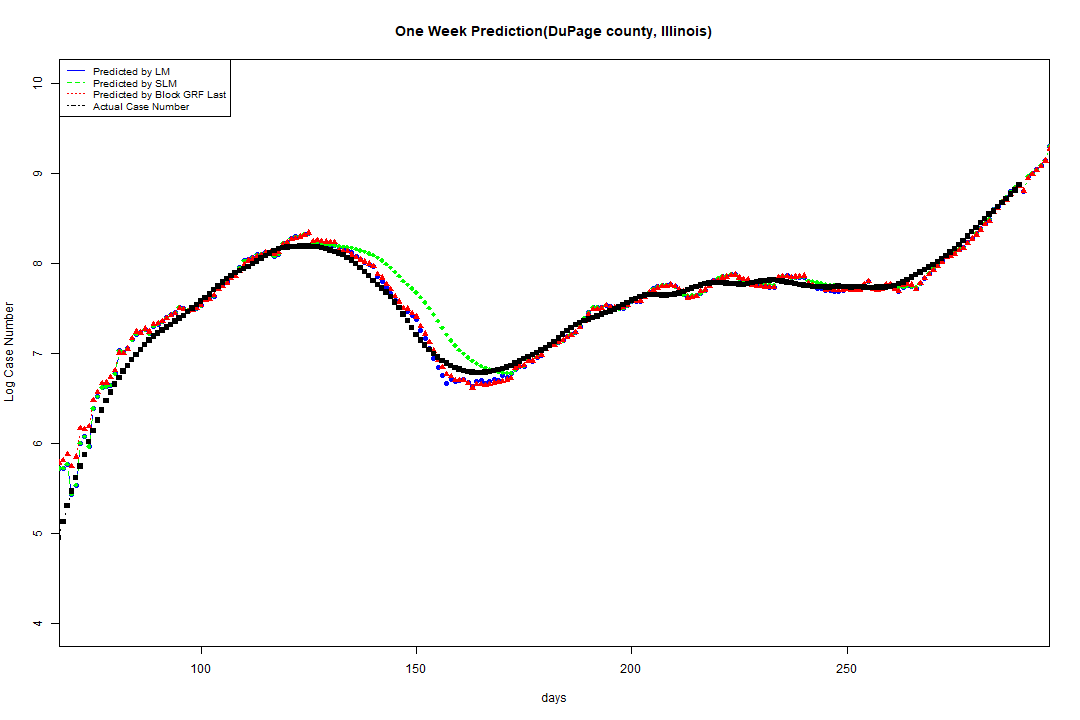 One Week Prediction(DuPage county, Illinois)
Predicted by LM
Predicted by SLM
Predicted by Block GRF Last
Actual Case Number
10
9
8
7
6
5
4
Log Case Number
100
150
200
250
days